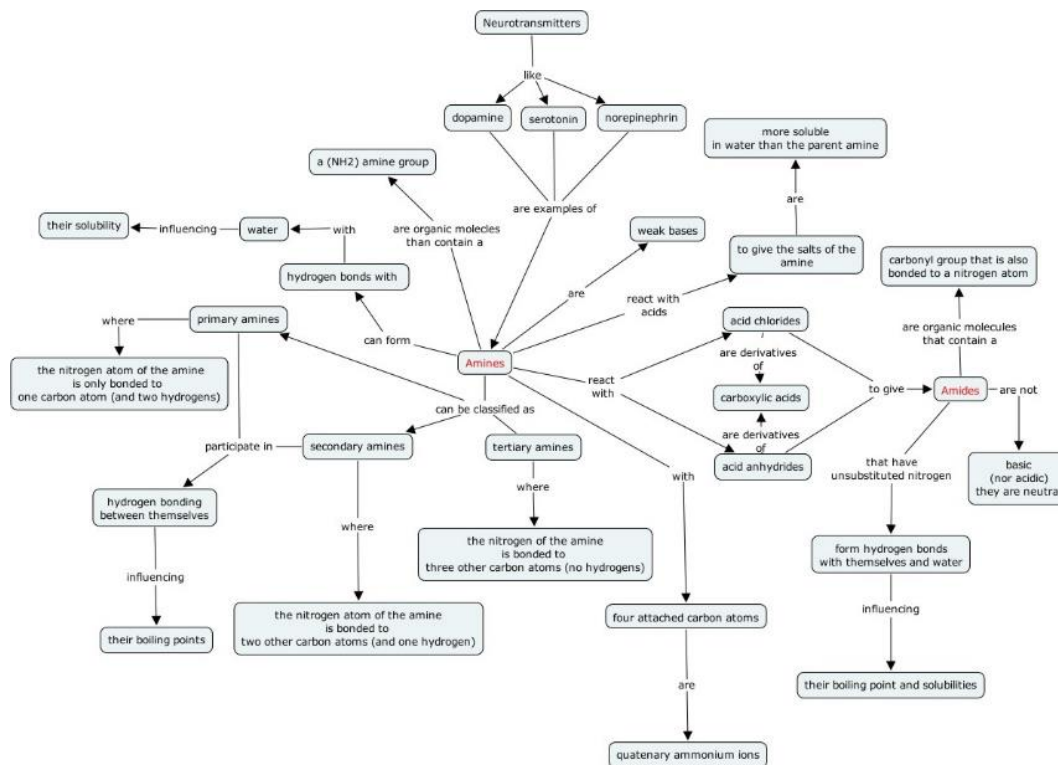 Neurotransmitters
like
dopamine
serotonin
norepinephrin
more soluble
in water than the parent amine
a (NH2) amine group
are examples of
are
their solubility
influencing
water
with
are organic molecles
than contain a
weak bases
to give the salts of the
amine
carbonyl group that is also
bonded to a nitrogen atom
hydrogen bonds with
are
react with
acids
where
primary amines
can form
acid chlorides
are organic molecules
that contain a
the nitrogen atom of the amine
is only bonded to
one carbon atom (and two hydrogens)
Amines
react
with
are derivatives
of
carboxylic acids
to give
Amides
are not
can be classified as
are derivatives
of
participate in
secondary amines
tertiary amines
acid anhydrides
that have
unsubstituted nitrogen
basic
(nor acidic)
they are neutral
hydrogen bonding
between themselves
where
where
with
the nitrogen of the amine
is bonded to
three other carbon atoms (no hydrogens)
form hydrogen bonds
with themselves and water
influencing
the nitrogen atom of the amine
is bonded to
two other carbon atoms (and one hydrogen)
four attached carbon atoms
influencing
their boiling points
are
their boiling point and solubilities
quatenary ammonium ions